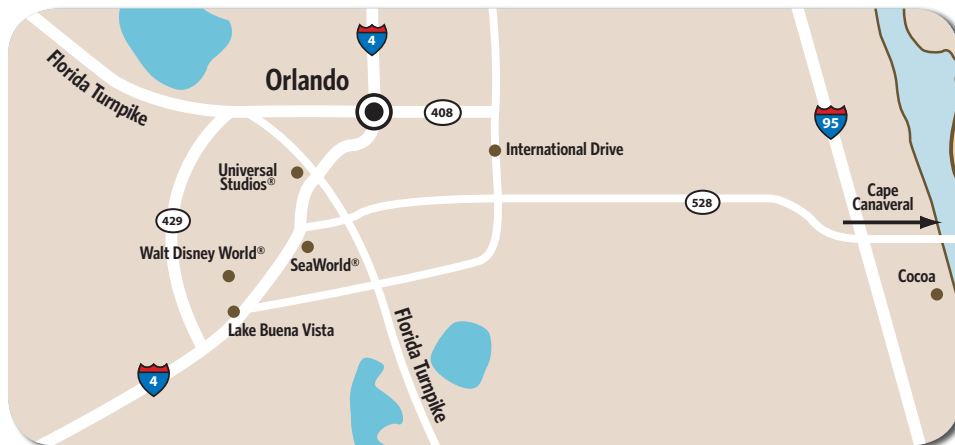 4
Florida Turnpike
Orlando
408
95
International Drive
Universal
Studios®
Cape
Canaveral
528
429
Walt Disney World®
SeaWorld®
Cocoa
Lake Buena Vista
Florida Turnpike
4